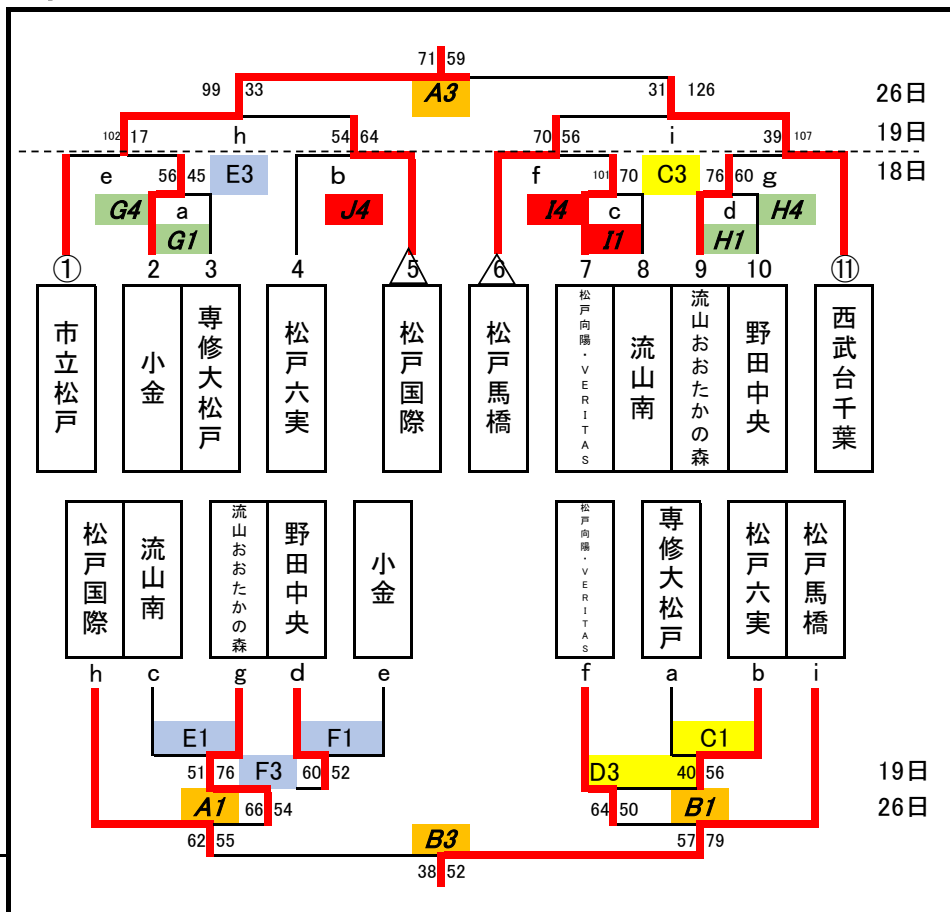 71 59
A3
99 33
31 126
26日
102 17
h
54 64
70 56
i
39 107
19日
18日
e
56 45
E3
b
f
101 70
C3
76 60
g
G4
a
J4
I4
c
d
H4
G1
I1
H1
① 2 3 4 5 6 7 8 9 10 ⑪
市立松戸
小金
専修大松戸
松戸六実
松戸国際
松戸馬橋
松戸向陽・VERITAS
流山南
流山おおたかの森
野田中央
西武台千葉
松戸国際
流山南
流山おおたかの森
野田中央
小金
松戸向陽・VERITAS
専修大松戸
松戸六実
松戸馬橋
h c g d e f a b i
E1
F1
C1
51 76
F3
60 52
D3
40 56
19日
A1
66 54
64 50
B1
26日
62 55
B3
57 79
38 52